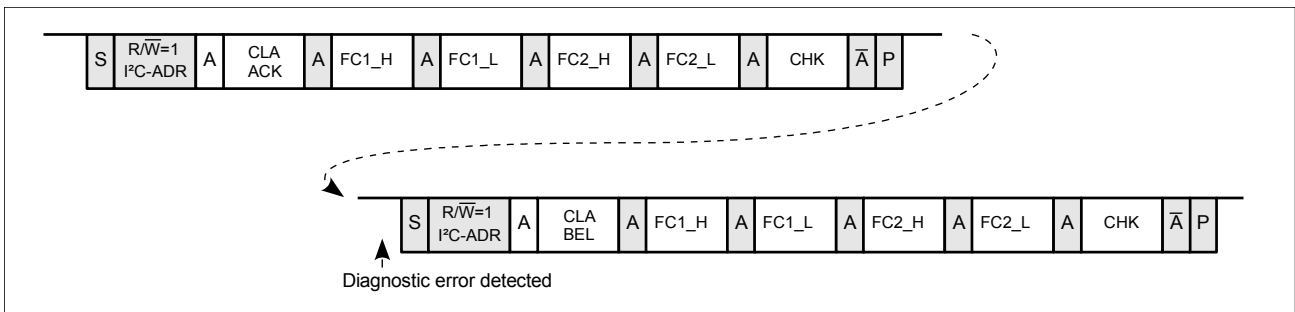 S R/W̅=1 I²C-ADR A CLA ACK A FC1_H A FC1_L A FC2_H A FC2_L A CHK A̅ P
S R/W̅=1 I²C-ADR A CLA BEL A FC1_H A FC1_L A FC2_H A FC2_L A CHK A̅ P
Diagnostic error detected